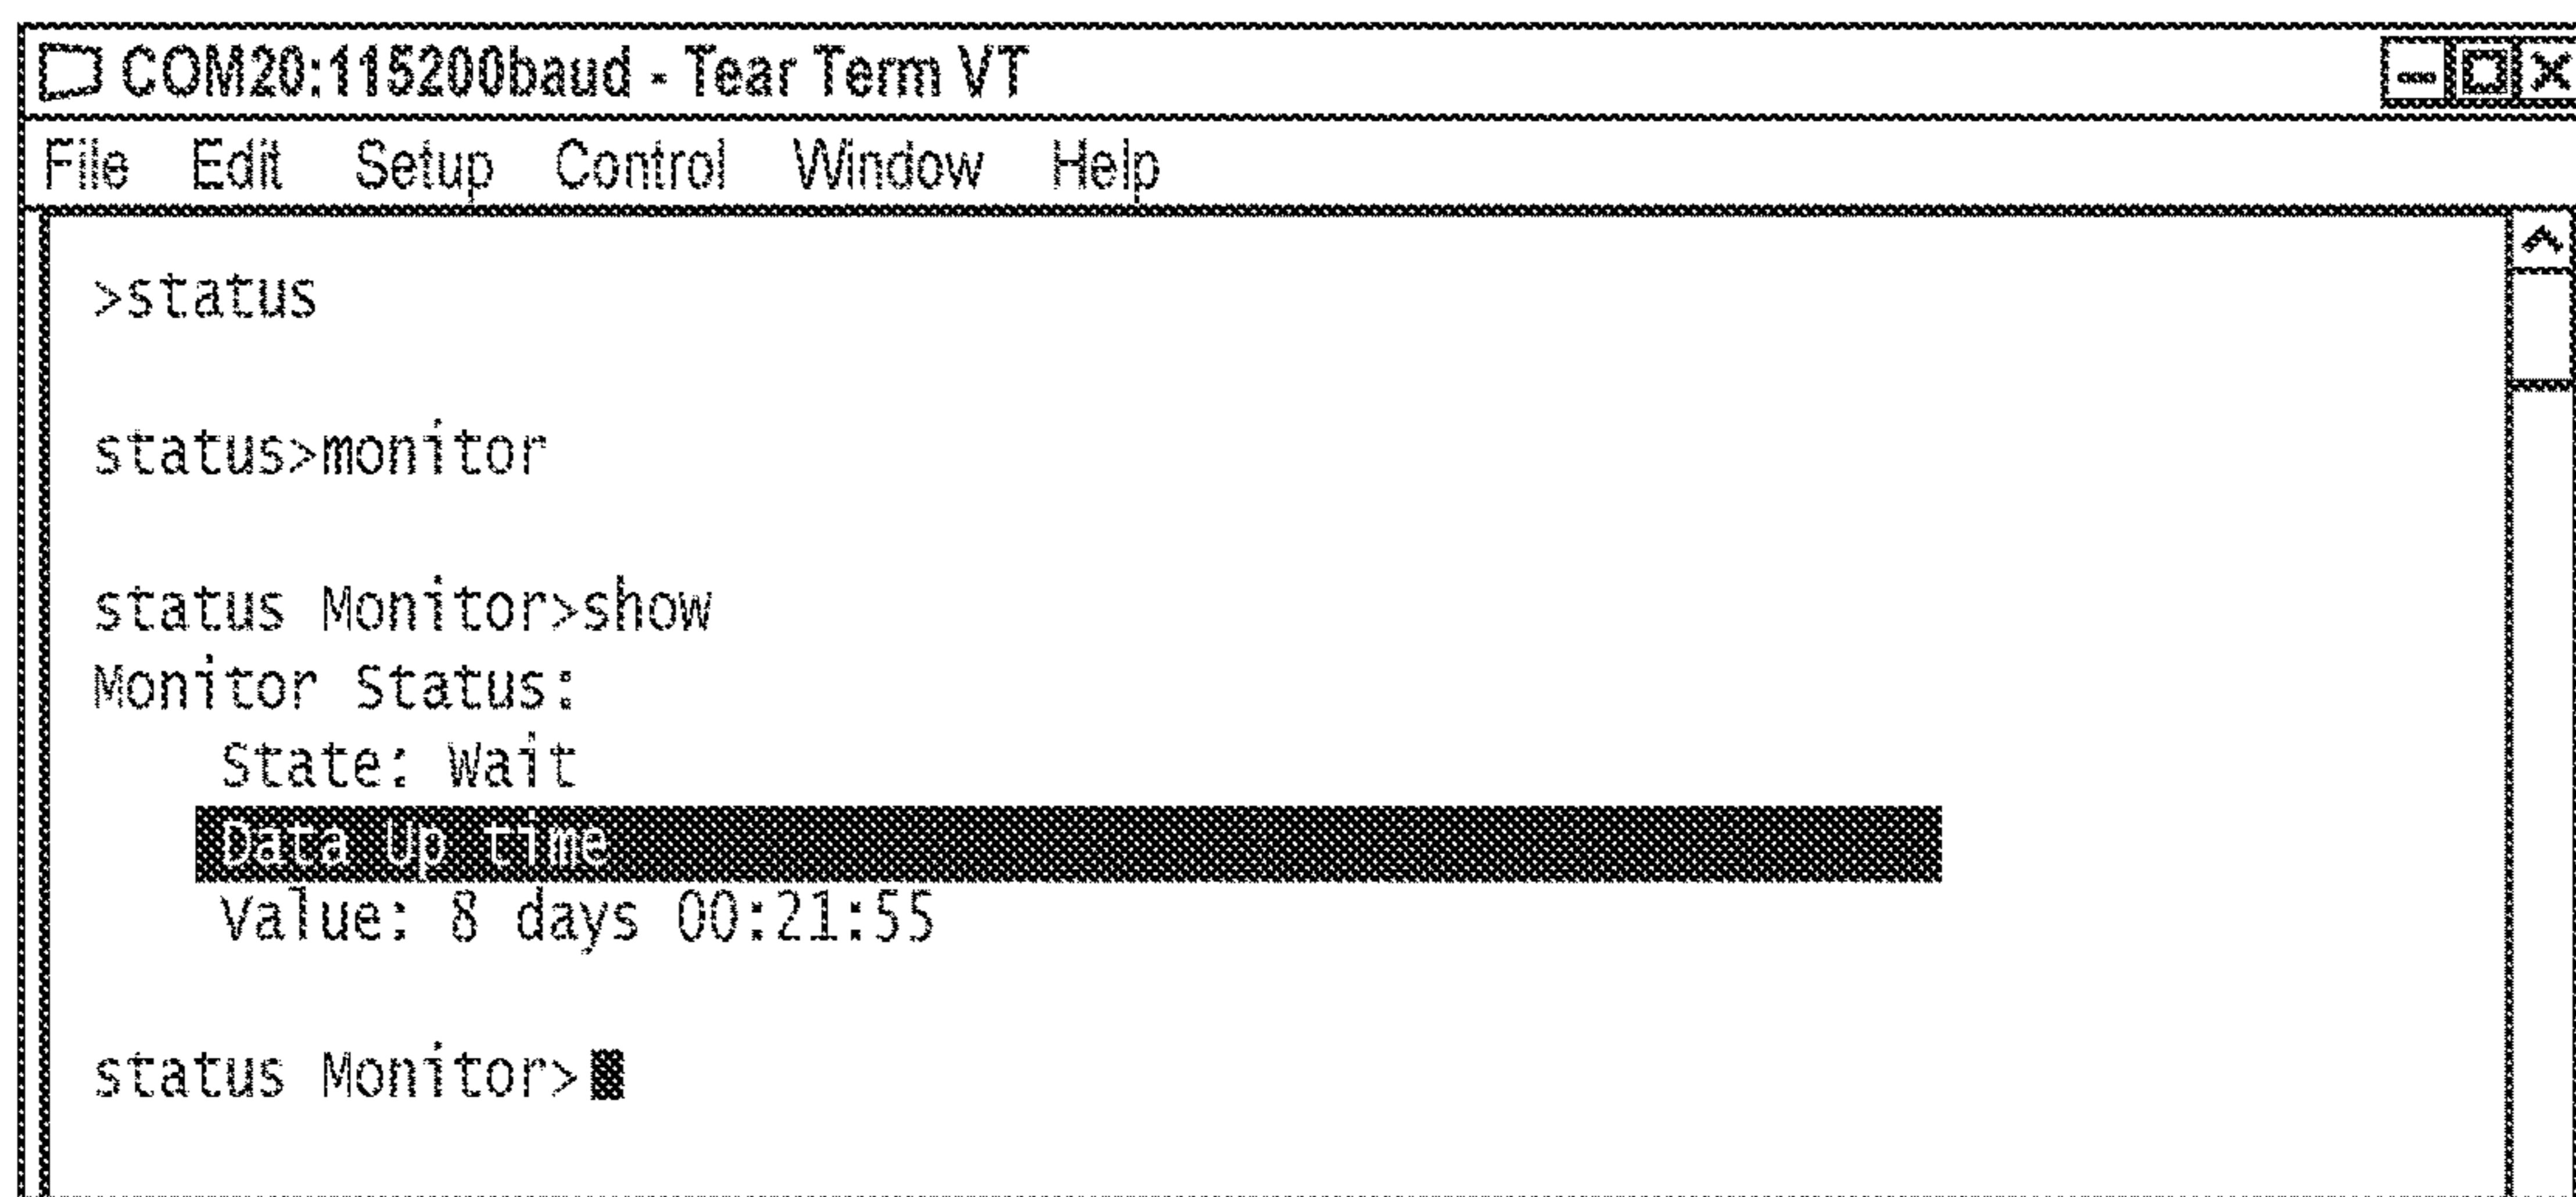 COM20:115200baud - Tear Term VT
File Edit Setup Control Window Help
>status
status>monitor
status Monitor>show
Monitor Status:
State: Wait
Data Up time
Value: 8 days 00:21:55
status Monitor>